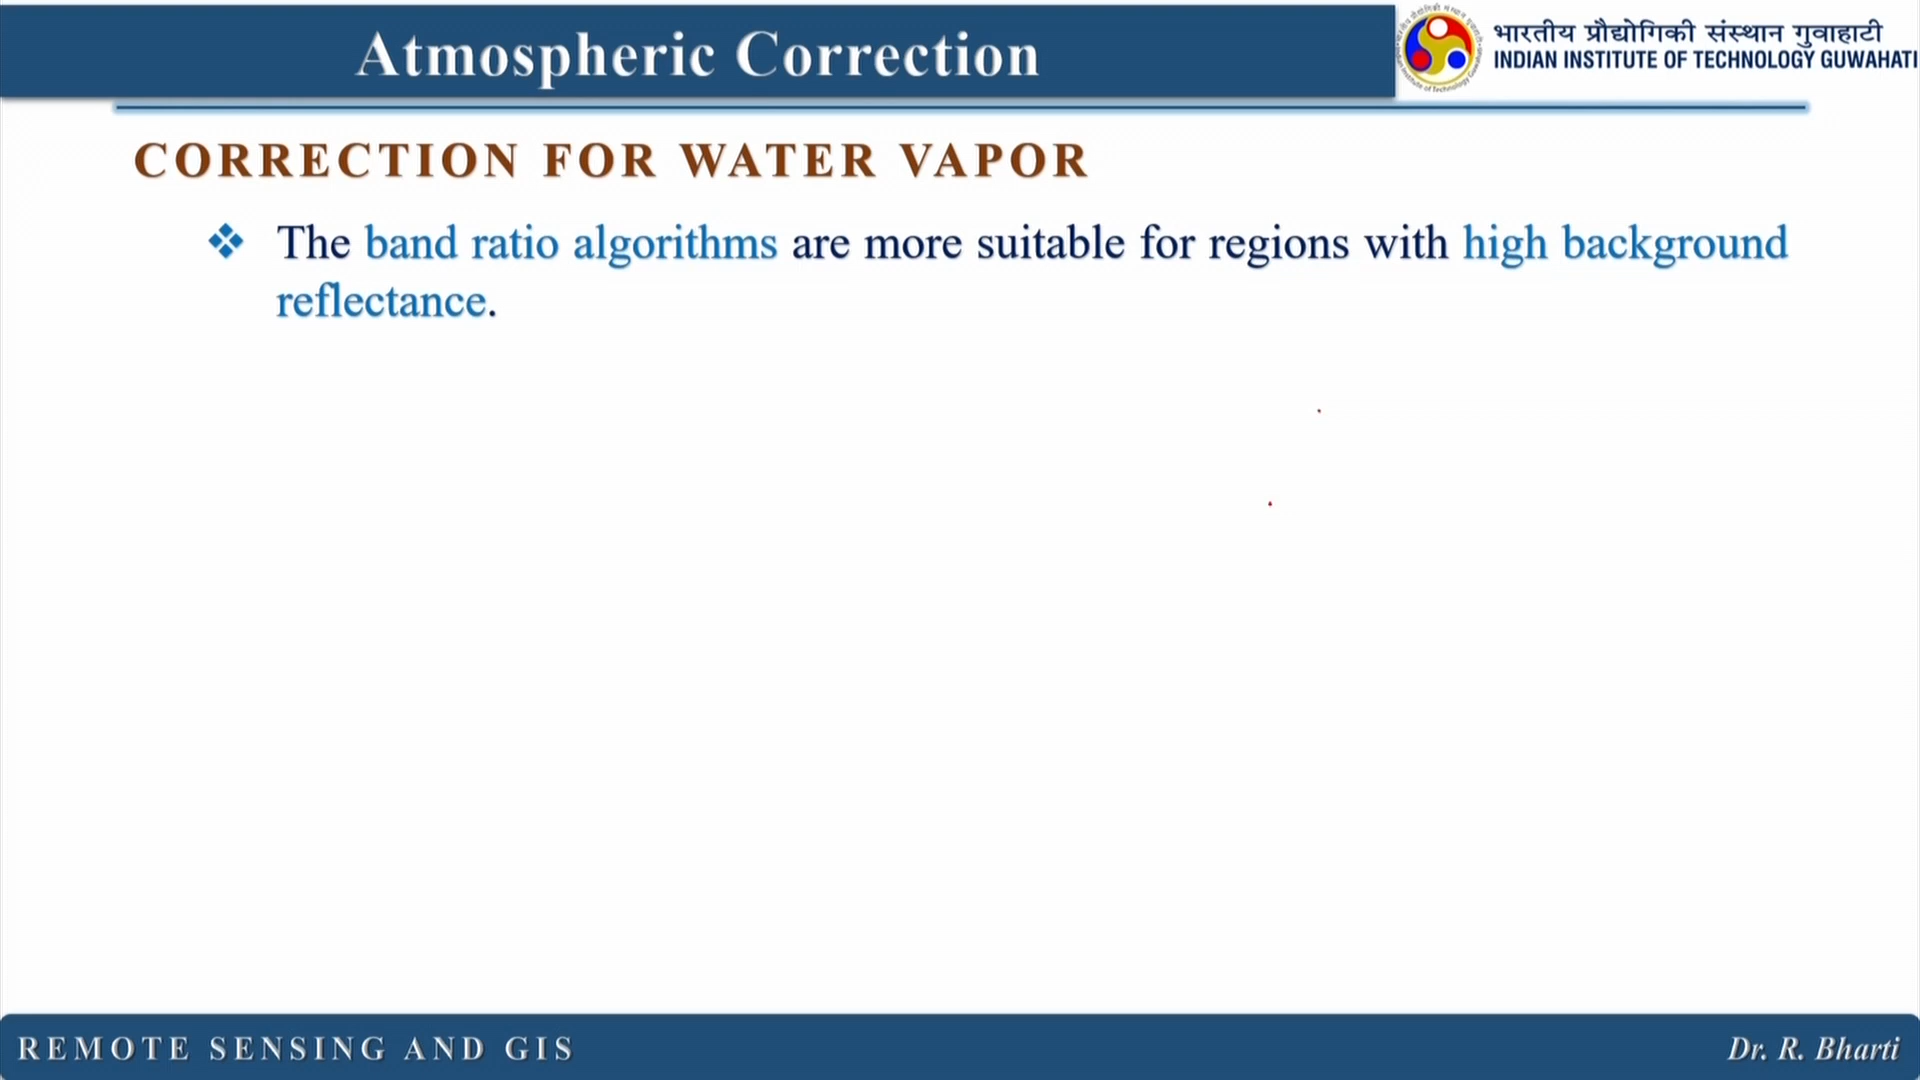 Atmospheric Correction
भारतीय प्रौद्योगिकी संस्थान गुवाहाटी
INDIAN INSTITUTE OF TECHNOLOGY GUWAHATI
CORRECTION FOR WATER VAPOR
❖ The band ratio algorithms are more suitable for regions with high background
reflectance.
REMOTE SENSING AND GIS
Dr. R. Bharti